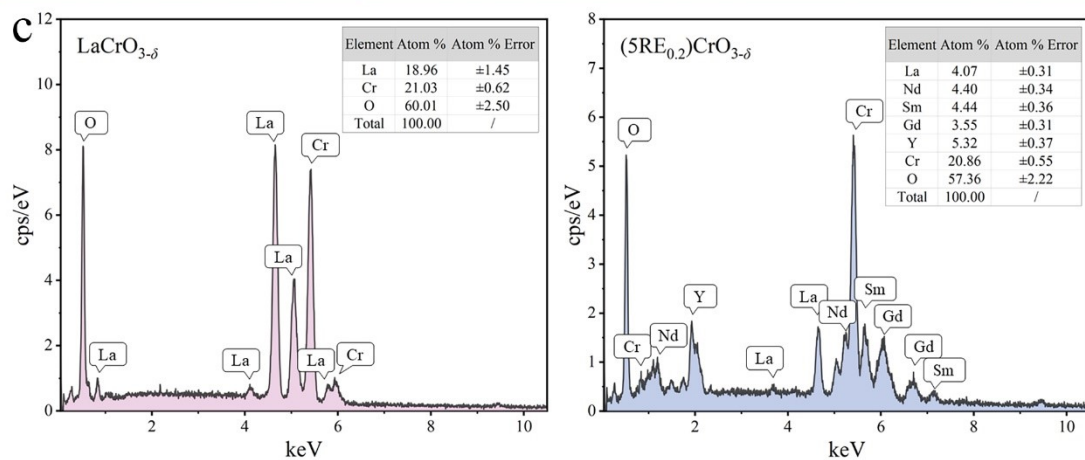 c
LaCrO3-δ
Element Atom % Atom % Error
La 18.96 ±1.45
Cr 21.03 ±0.62
O 60.01 ±2.50
Total 100.00 /
O
La
La
La
La
Cr
La
Cr
cps/eV
12
10
8
6
4
2
0
2 4 6 8 10
keV
(5RE0.2)CrO3-δ
Element Atom % Atom % Error
La 4.07 ±0.31
Nd 4.40 ±0.34
Sm 4.44 ±0.36
Gd 3.55 ±0.31
Y 5.32 ±0.37
Cr 20.86 ±0.55
O 57.36 ±2.22
Total 100.00 /
O
Cr
Nd
Y
La
La
Nd
Cr
Sm
Gd
Gd
Sm
cps/eV
8
7
6
5
4
3
2
1
0
2 4 6 8 10
keV